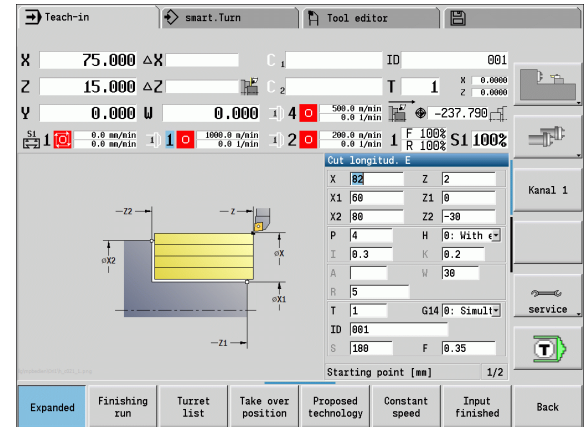 Teach-in
smart.Turn
Tool editor
X 75.000 ΔX C 1 ID 001
Z 15.000 ΔZ C 2 T 1 X 0.0000 Z 0.0000
Y 0.000 W 0.000 4 0 500.0 m/min 0.0 1/min -237.790
S1 1 0.0 mm/min 0.0 mm/min 1 0 1000.0 m/min 0.0 1/min 2 0 200.0 m/min 0.0 1/min 1 F 100% R 100% S1 100%
Cut longitud. E
X 82 Z 2
X1 60 Z1 0
X2 80 Z2 -30
P 4 H 0: With
I 0.3 K 0.2
A W 30
R 5
T 1 G14 0: Simult
ID 001
S 180 F 0.35
Starting point [mm] 1/2
Z2
Z
øX2
øX
øX1
Z1
Kanal 1
service
T
Expanded
Finishing run
Turret list
Take over position
Proposed technology
Constant speed
Input finished
Back